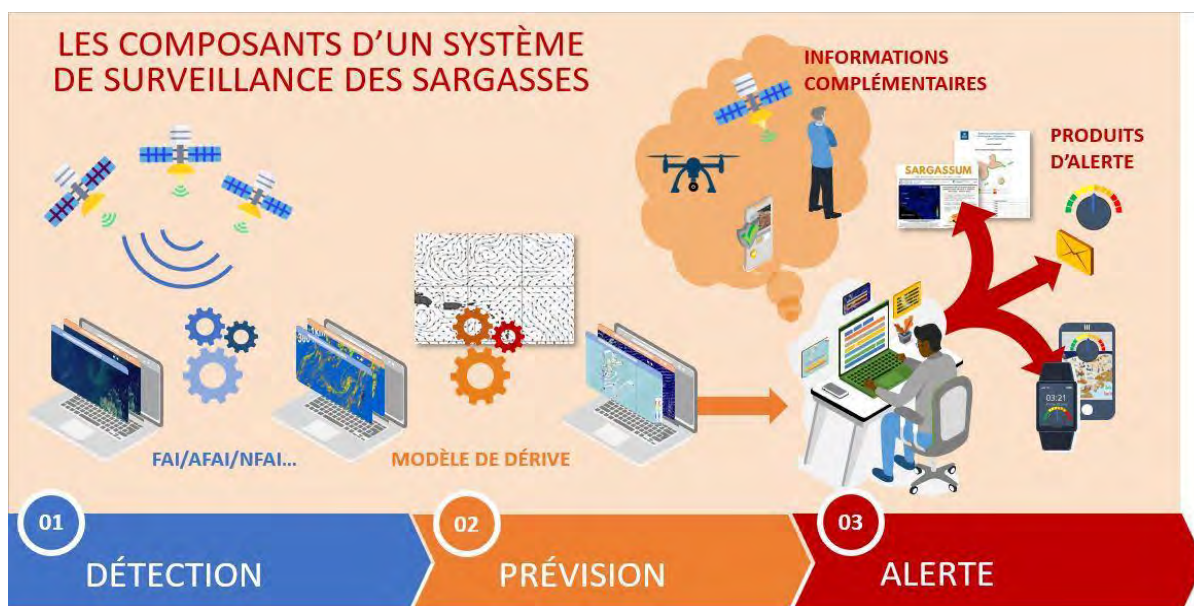 LES COMPOSANTS D'UN SYSTÈME
DE SURVEILLANCE DES SARGASSES
INFORMATIONS
COMPLÉMENTAIRES
PRODUITS
D'ALERTE
SARGASSUM
03:21
FAI/AFAI/NFAI...
MODÈLE DE DÉRIVE
01
DÉTECTION
02
PRÉVISION
03
ALERTE